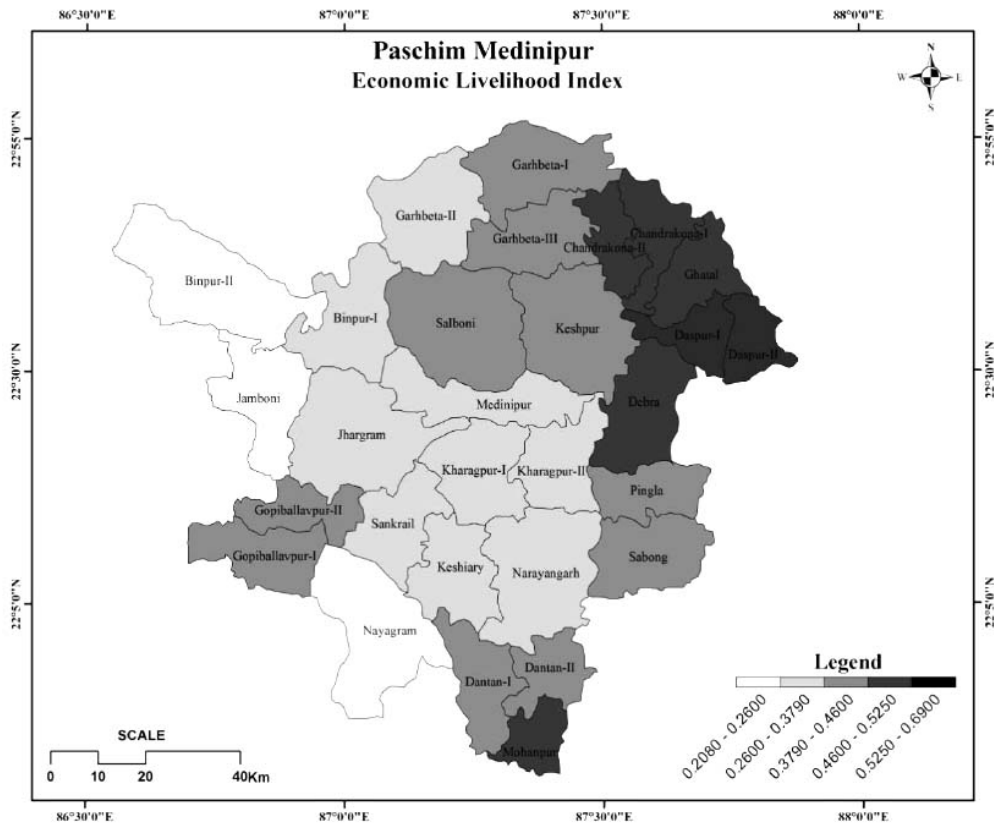 86°30'0"E
87°0'0"E
87°30'0"E
88°0'0"E
Paschim Medinipur
Economic Livelihood Index
N
W
E
S
22°55'0"N
22°55'0"N
Garhbeta-I
Garhbeta-II
Garhbeta-III
Chandrakona-I
Chandrakona-II
Ghatal
Binpur-II
Binpur-I
Salboni
Keshpur
Daspur-I
Daspur-II
22°30'0"N
22°30'0"N
Jamboni
Medinipur
Debra
Jhargram
Kharagpur-I
Kharagpur-II
Pingla
Gopiballavpur-II
Sankrail
Gopiballavpur-I
Keshiary
Narayangarh
Sabong
22°5'0"N
22°5'0"N
Nayagram
Dantan-I
Dantan-II
Mohanpur
Legend
0.2080 - 0.2600
0.2600 - 0.3790
0.3790 - 0.4600
0.4600 - 0.5250
0.5250 - 0.6900
SCALE
0 10 20 40Km
86°30'0"E
87°0'0"E
87°30'0"E
88°0'0"E